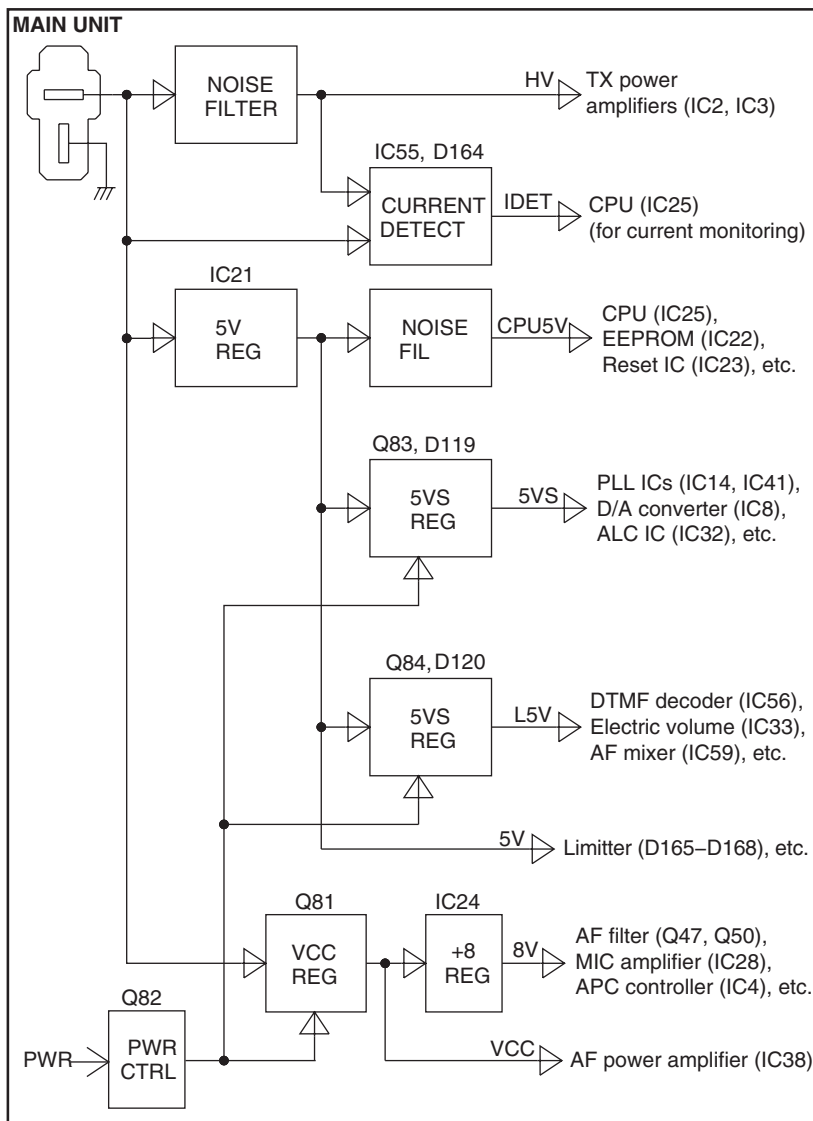 MAIN UNIT
NOISE
FILTER
HV
TX power
amplifiers (IC2, IC3)
IC55, D164
CURRENT
DETECT
IDET
CPU (IC25)
(for current monitoring)
IC21
5V
REG
NOISE
FIL
CPU5V
CPU (IC25),
EEPROM (IC22),
Reset IC (IC23), etc.
Q83, D119
5VS
REG
5VS
PLL ICs (IC14, IC41),
D/A converter (IC8),
ALC IC (IC32), etc.
Q84, D120
5VS
REG
L5V
DTMF decoder (IC56),
Electric volume (IC33),
AF mixer (IC59), etc.
5V
Limitter (D165–D168), etc.
Q81
VCC
REG
IC24
+8
REG
8V
AF filter (Q47, Q50),
MIC amplifier (IC28),
APC controller (IC4), etc.
Q82
PWR
PWR
CTRL
VCC
AF power amplifier (IC38)